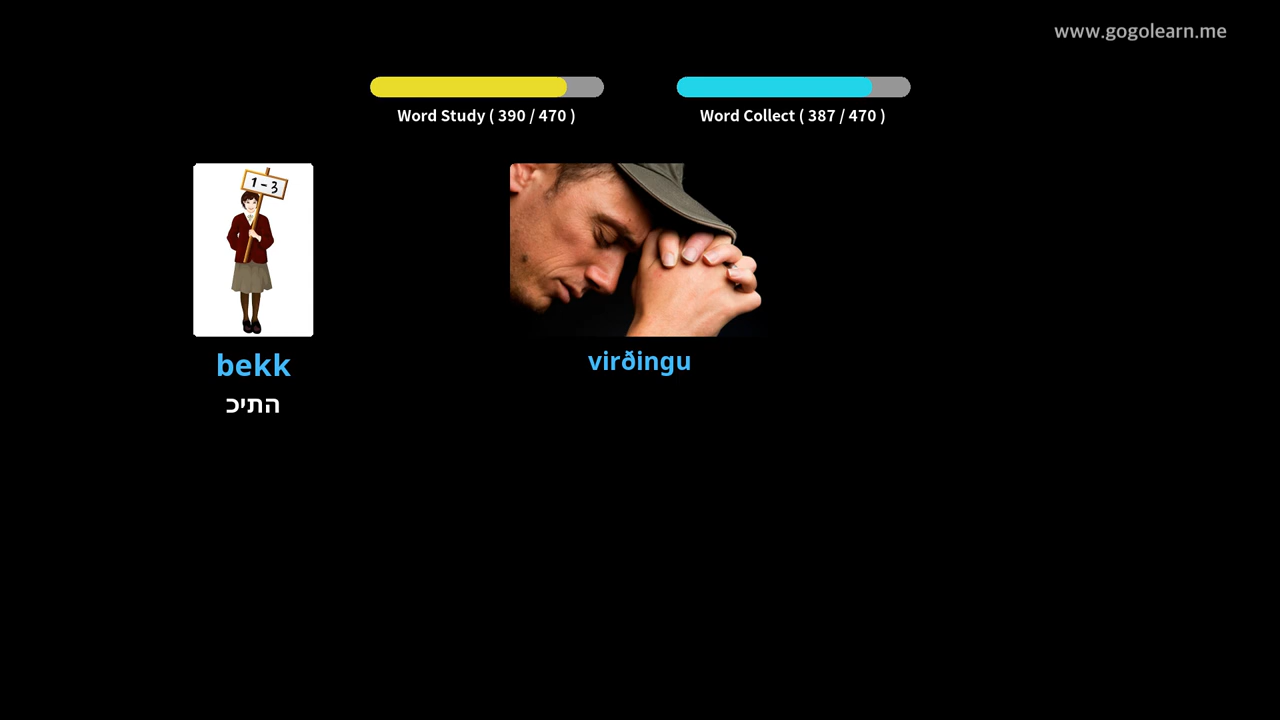 www.gogolearn.me
Word Study ( 390 / 470 )
Word Collect ( 387 / 470 )
1 - 3
bekk
התיכ
virðingu